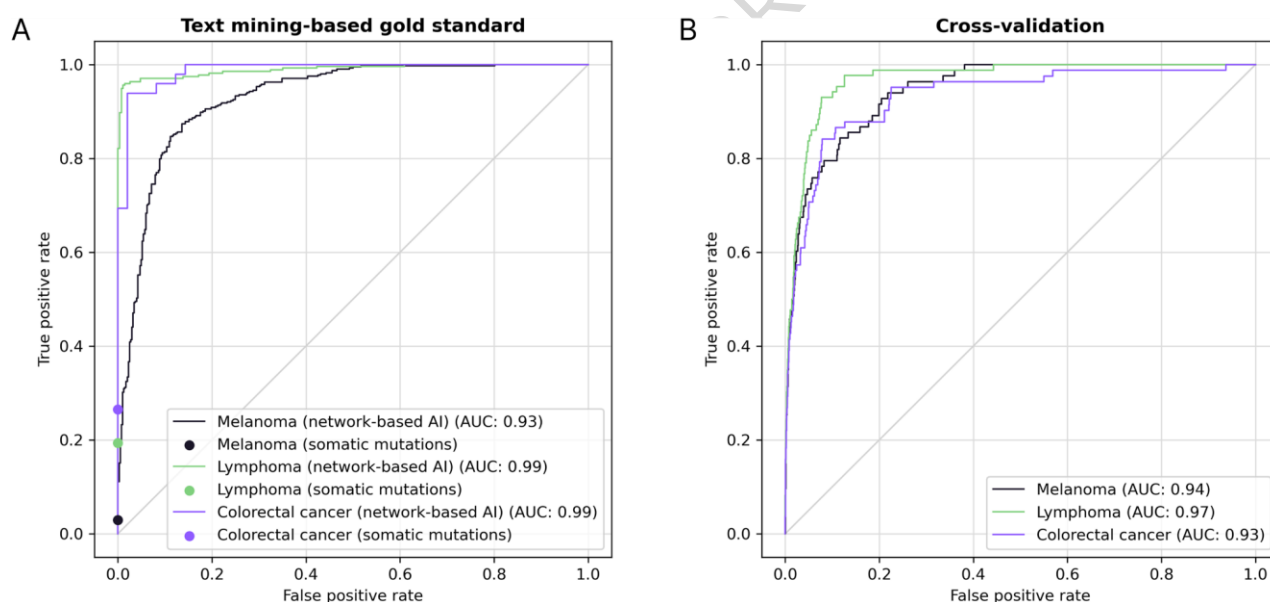 A
Text mining-based gold standard
True positive rate
1.0
0.8
0.6
0.4
0.2
0.0
Melanoma (network-based AI) (AUC: 0.93)
Melanoma (somatic mutations)
Lymphoma (network-based AI) (AUC: 0.99)
Lymphoma (somatic mutations)
Colorectal cancer (network-based AI) (AUC: 0.99)
Colorectal cancer (somatic mutations)
0.0 0.2 0.4 0.6 0.8 1.0
False positive rate
B
Cross-validation
True positive rate
1.0
0.8
0.6
0.4
0.2
0.0
Melanoma (AUC: 0.94)
Lymphoma (AUC: 0.97)
Colorectal cancer (AUC: 0.93)
0.0 0.2 0.4 0.6 0.8 1.0
False positive rate